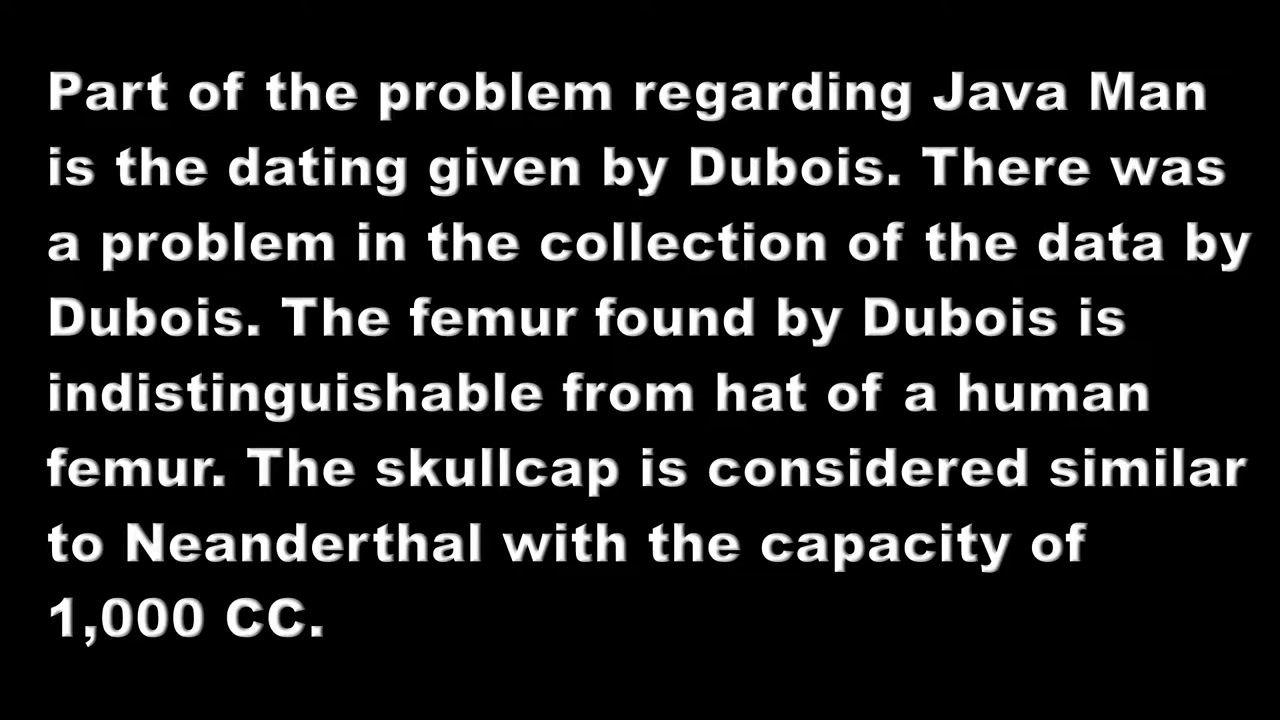 Part of the problem regarding Java Man
is the dating given by Dubois. There was
a problem in the collection of the data by
Dubois. The femur found by Dubois is
indistinguishable from hat of a human
femur. The skullcap is considered similar
to Neanderthal with the capacity of
1,000 CC.